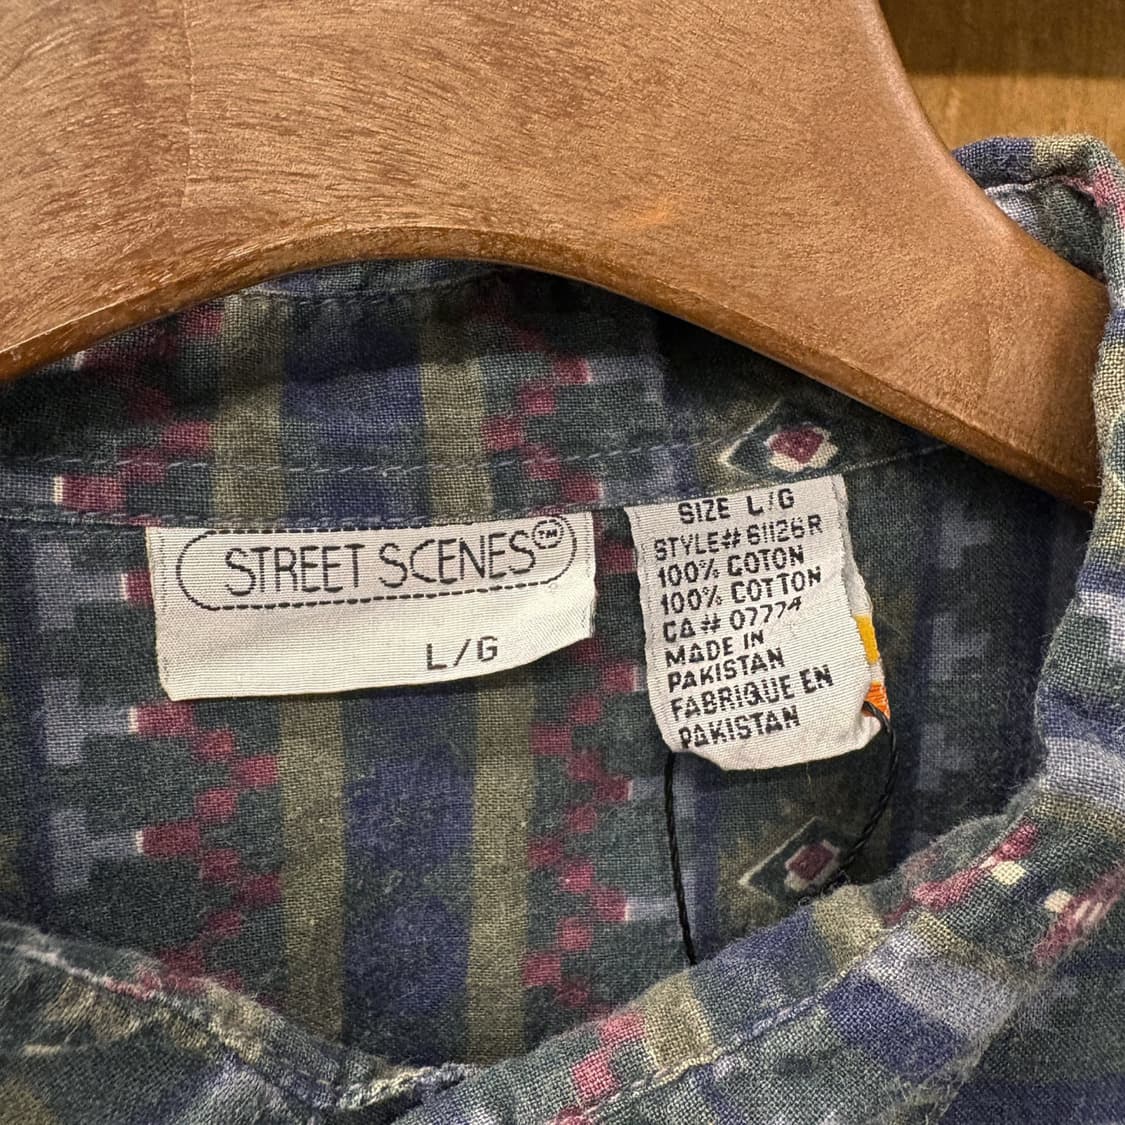 STREET SCENES™
L/G
SIZE L/G
STYLE# 61126R
100% COTON
100% COTTON
CA# 07774
MADE IN
PAKISTAN
FABRIQUE EN
PAKISTAN